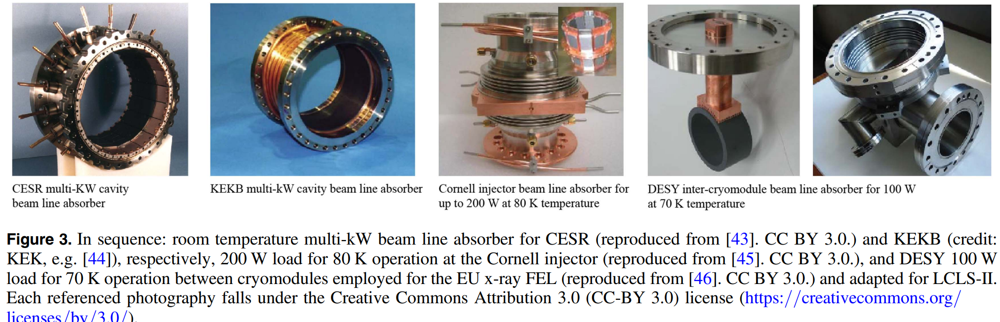 CESR multi-KW cavity
beam line absorber
KEKB multi-kW cavity beam line absorber
Cornell injector beam line absorber for
up to 200 W at 80 K temperature
DESY inter-cryomodule beam line absorber for 100 W
at 70 K temperature
Figure 3. In sequence: room temperature multi-kW beam line absorber for CESR (reproduced from [43]. CC BY 3.0.) and KEKB (credit:
KEK, e.g. [44]), respectively, 200 W load for 80 K operation at the Cornell injector (reproduced from [45]. CC BY 3.0.), and DESY 100 W
load for 70 K operation between cryomodules employed for the EU x-ray FEL (reproduced from [46]. CC BY 3.0.) and adapted for LCLS-II.
Each referenced photography falls under the Creative Commons Attribution 3.0 (CC-BY 3.0) license (https://creativecommons.org/
licenses/by/3.0/).